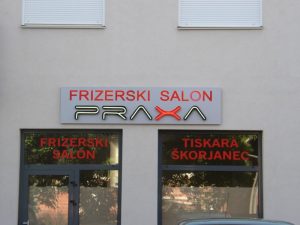 FRIZERSKI SALON
PRAXA
FRIZERSKI
SALON
TISKARA
ŠKORJANEC